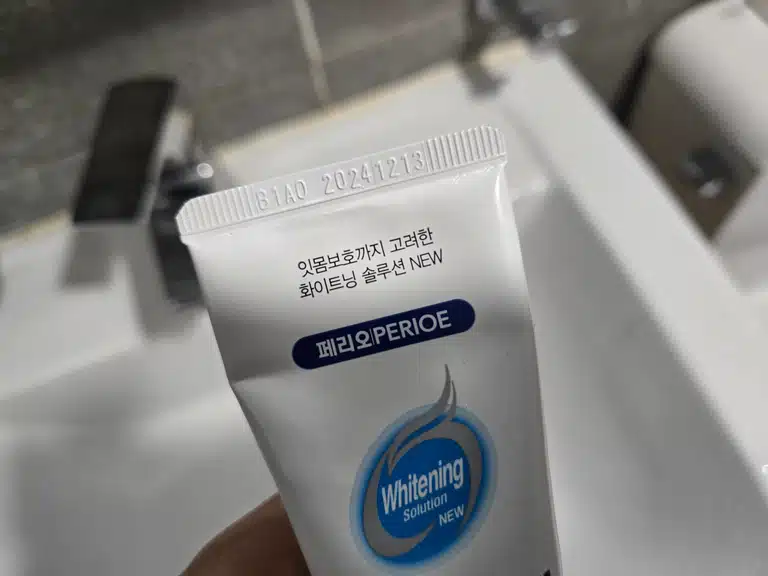 B1A0 20241213
잇몸보호까지 고려한
화이트닝 솔루션 NEW
페리오|PERIOE
Whitening
Solution
NEW